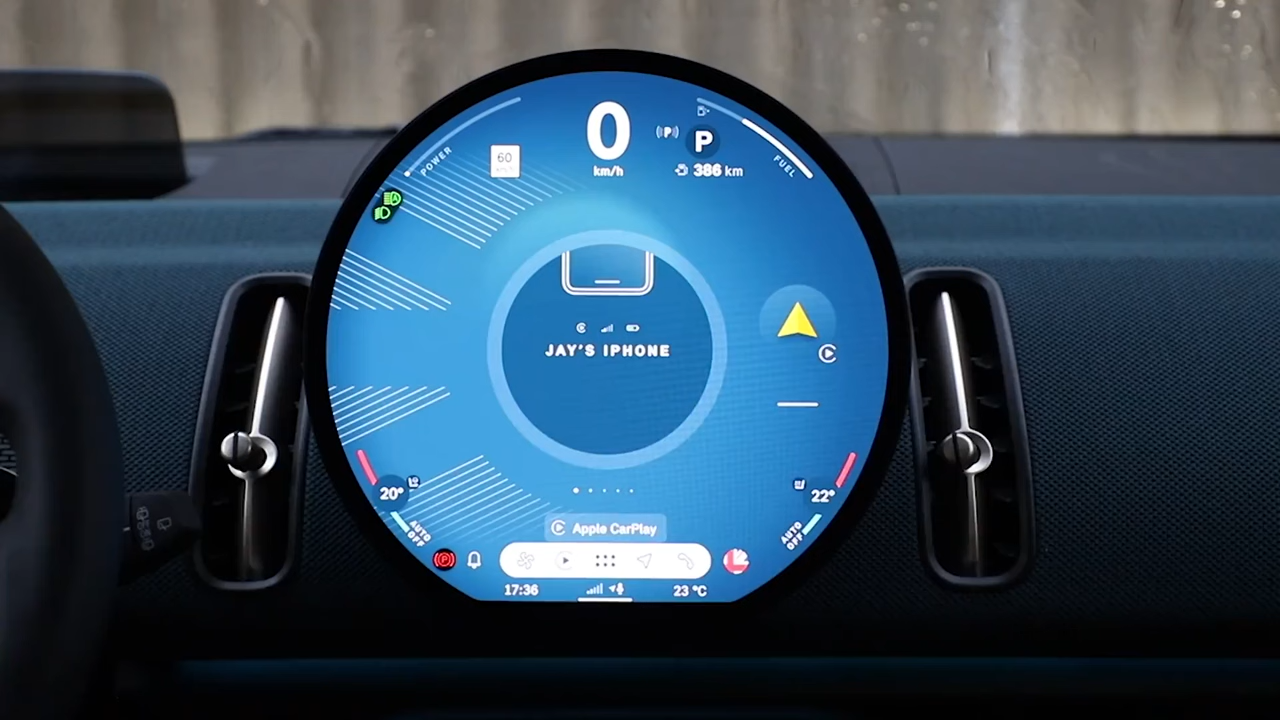 POWER
60
km/h
0
km/h
P
P
386 km
FUEL
A
JAY'S IPHONE
20°
22°
AUTO
OFF
AUTO
OFF
Apple CarPlay
P
17:36
23 °C